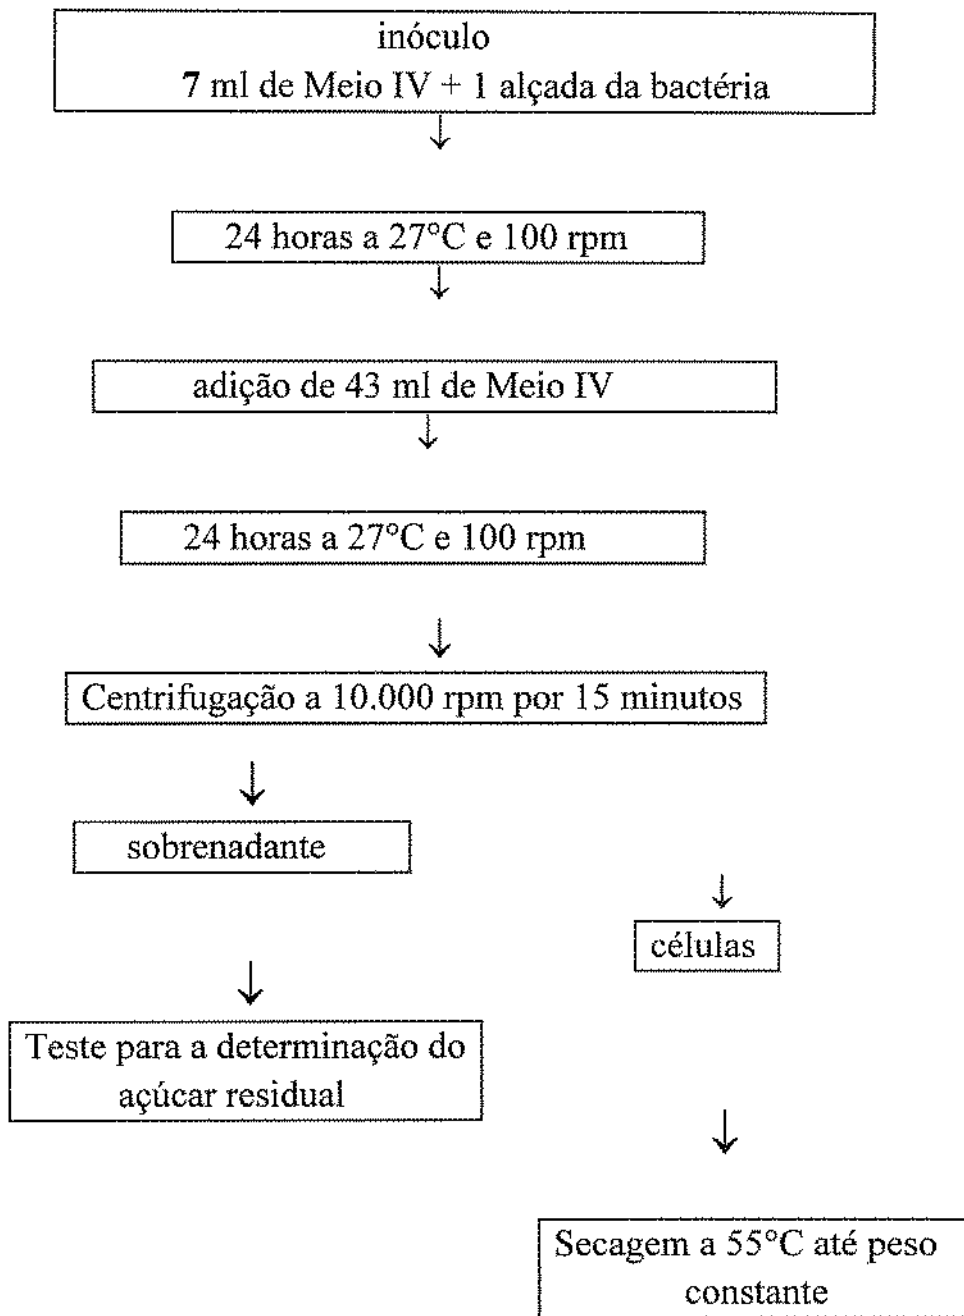 inóculo
7 ml de Meio IV + 1 alçada da bactéria
↓
24 horas a 27°C e 100 rpm
↓
adição de 43 ml de Meio IV
↓
24 horas a 27°C e 100 rpm
↓
Centrifugação a 10.000 rpm por 15 minutos
↓
sobrenadante
↓
células
↓
Teste para a determinação do
açúcar residual
↓
Secagem a 55°C até peso
constante